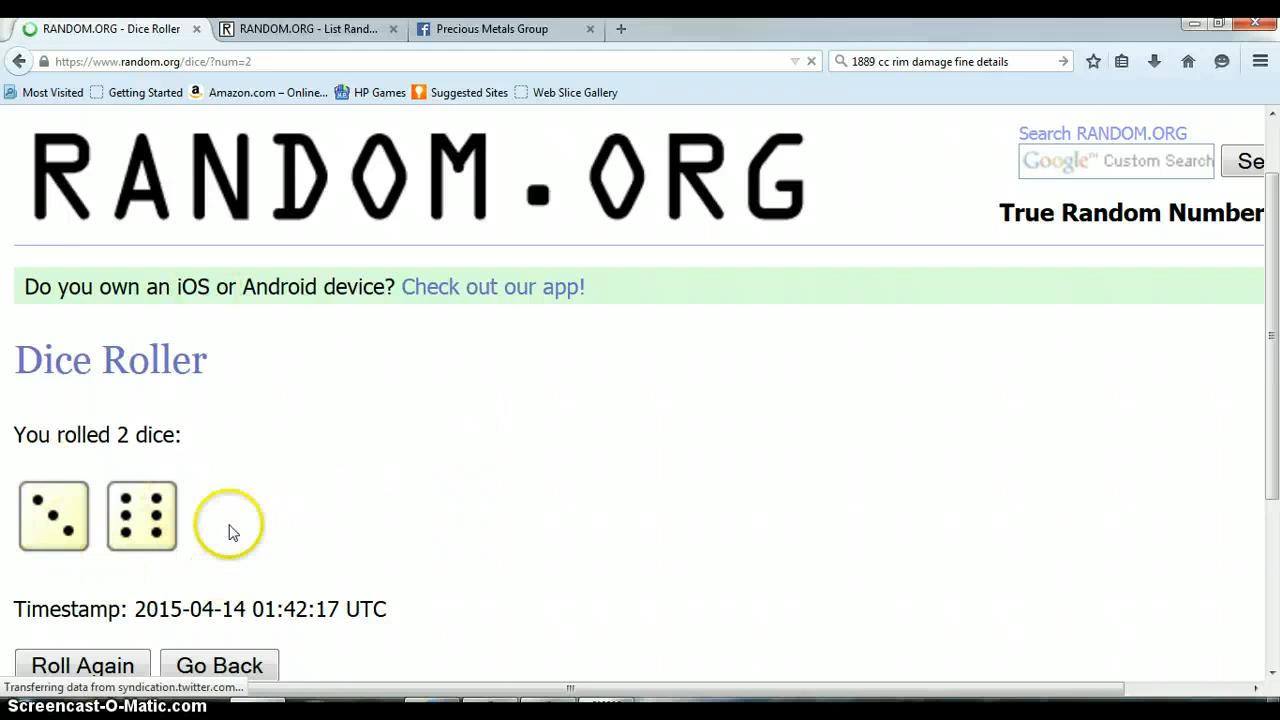 RANDOM.ORG - Dice Roller
RANDOM.ORG - List Rand...
Precious Metals Group
https://www.random.org/dice/?num=2
1889 cc rim damage fine details
Most Visited
Getting Started
Amazon.com – Online...
HP Games
Suggested Sites
Web Slice Gallery
RANDOM.ORG
Search RANDOM.ORG
Google™ Custom Search
Se
True Random Number
Do you own an iOS or Android device? Check out our app!
Dice Roller
You rolled 2 dice:
Timestamp: 2015-04-14 01:42:17 UTC
Roll Again
Go Back
Transferring data from syndication.twitter.com...
Screencast-O-Matic.com